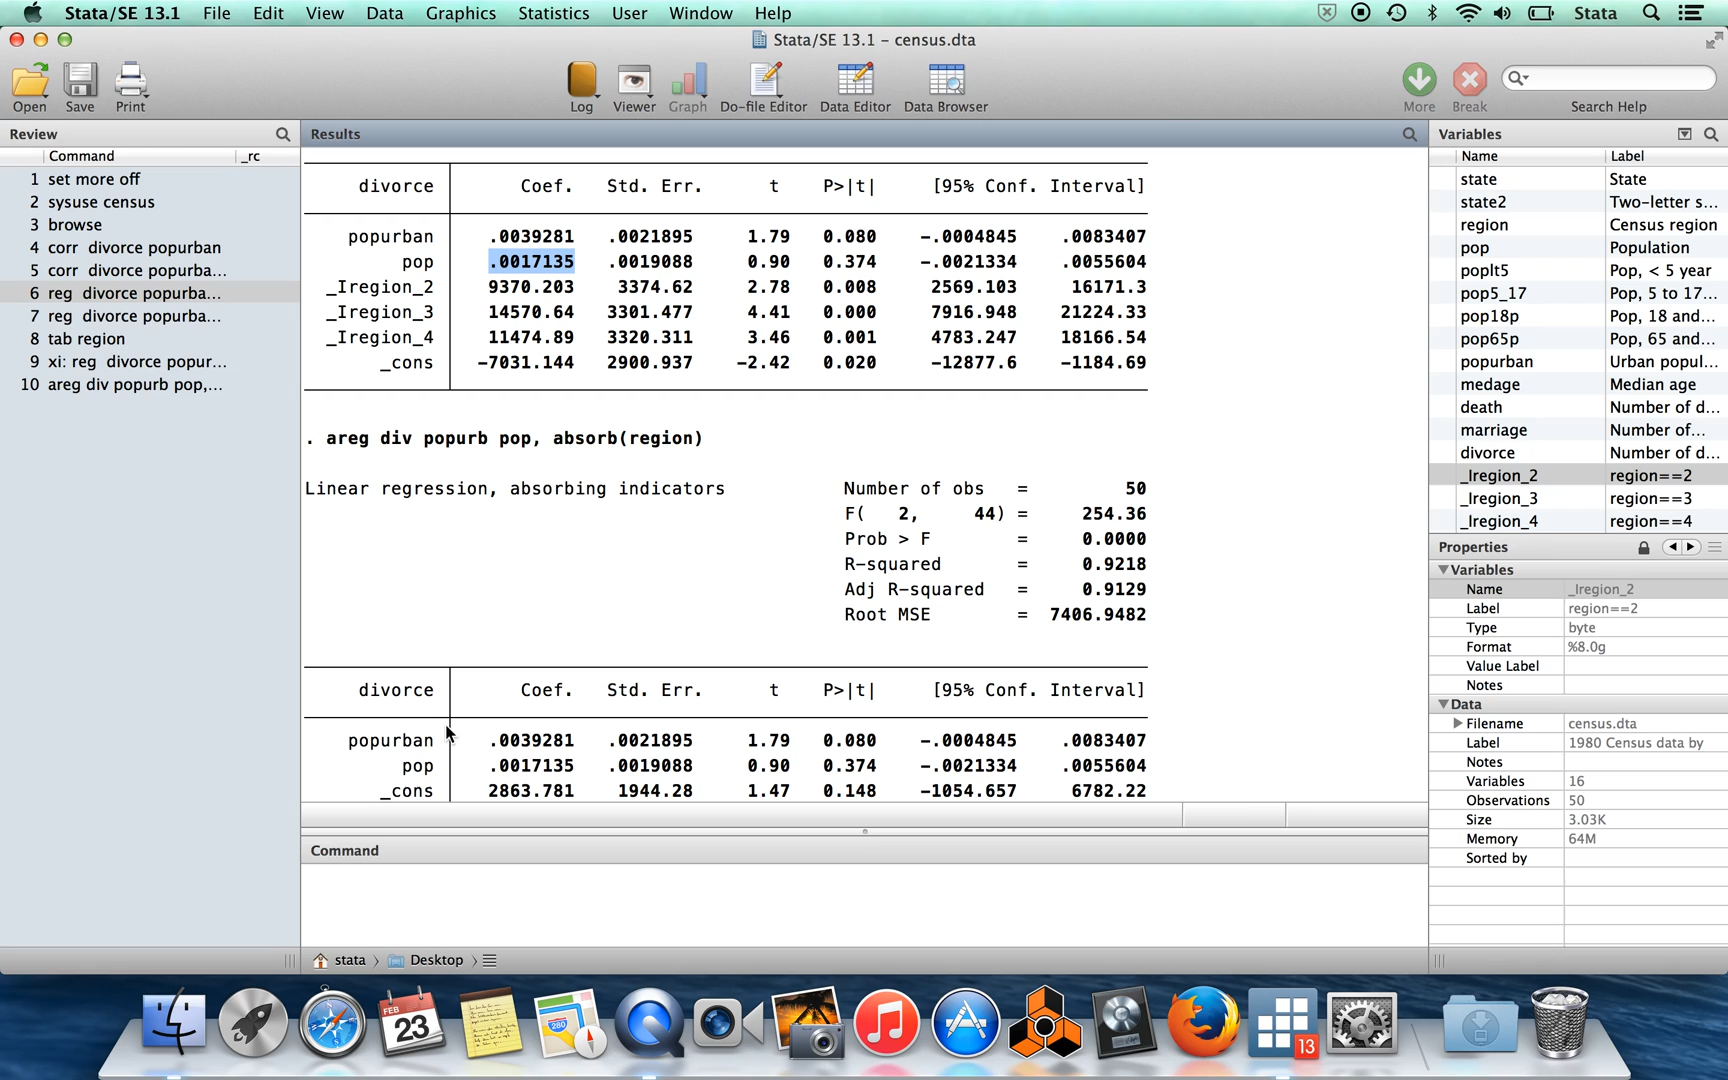 Stata/SE 13.1 File Edit View Data Graphics Statistics User Window Help Stata
Stata/SE 13.1 – census.dta
Open Save Print Log Viewer Graph Do-file Editor Data Editor Data Browser More Break Search Help
Review
Command _rc
1 set more off
2 sysuse census
3 browse
4 corr divorce popurban
5 corr divorce popurba...
6 reg divorce popurba...
7 reg divorce popurba...
8 tab region
9 xi: reg divorce popur...
10 areg div popurb pop,...
Results
divorce Coef. Std. Err. t P>|t| [95% Conf. Interval]
popurban .0039281 .0021895 1.79 0.080 -.0004845 .0083407
pop .0017135 .0019088 0.90 0.374 -.0021334 .0055604
_Iregion_2 9370.203 3374.62 2.78 0.008 2569.103 16171.3
_Iregion_3 14570.64 3301.477 4.41 0.000 7916.948 21224.33
_Iregion_4 11474.89 3320.311 3.46 0.001 4783.247 18166.54
_cons -7031.144 2900.937 -2.42 0.020 -12877.6 -1184.69
. areg div popurb pop, absorb(region)
Linear regression, absorbing indicators Number of obs = 50
F( 2, 44) = 254.36
Prob > F = 0.0000
R-squared = 0.9218
Adj R-squared = 0.9129
Root MSE = 7406.9482
divorce Coef. Std. Err. t P>|t| [95% Conf. Interval]
popurban .0039281 .0021895 1.79 0.080 -.0004845 .0083407
pop .0017135 .0019088 0.90 0.374 -.0021334 .0055604
_cons 2863.781 1944.28 1.47 0.148 -1054.657 6782.22
Command
stata Desktop
Variables
Name Label
state State
state2 Two-letter s...
region Census region
pop Population
poplt5 Pop, < 5 year
pop5_17 Pop, 5 to 17...
pop18p Pop, 18 and...
pop65p Pop, 65 and...
popurban Urban popul...
medage Median age
death Number of d...
marriage Number of...
divorce Number of d...
_Iregion_2 region==2
_Iregion_3 region==3
_Iregion_4 region==4
Properties
Variables
Name _Iregion_2
Label region==2
Type byte
Format %8.0g
Value Label
Notes
Data
Filename census.dta
Label 1980 Census data by
Notes
Variables 16
Observations 50
Size 3.03K
Memory 64M
Sorted by
FEB
23
280
13